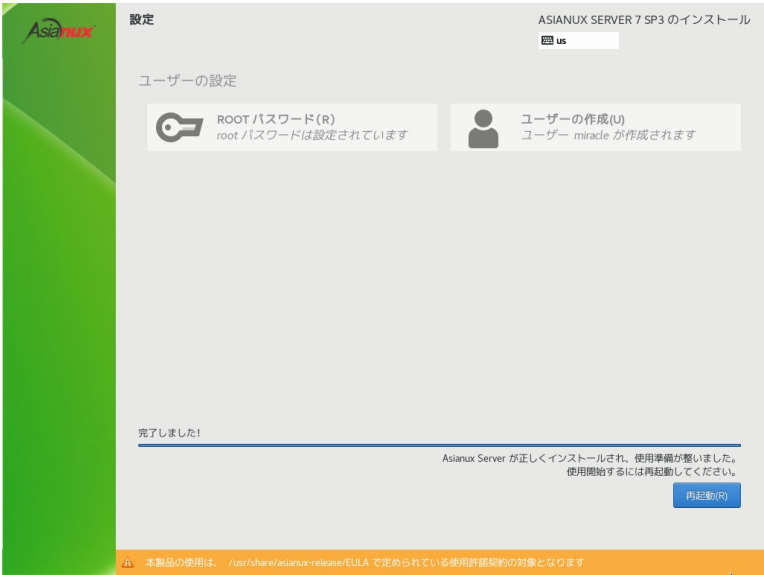 Asianux
設定
ASIANUX SERVER 7 SP3 のインストール
us
ユーザーの設定
ROOT パスワード(R)
root パスワードは設定されています
ユーザーの作成(U)
ユーザー miracle が作成されます
完了しました!
Asianux Server が正しくインストールされ、使用準備が整いました。
使用開始するには再起動してください。
再起動(R)
本製品の使用は、 /usr/share/asianux-release/EULA で定められている使用許諾契約の対象となります